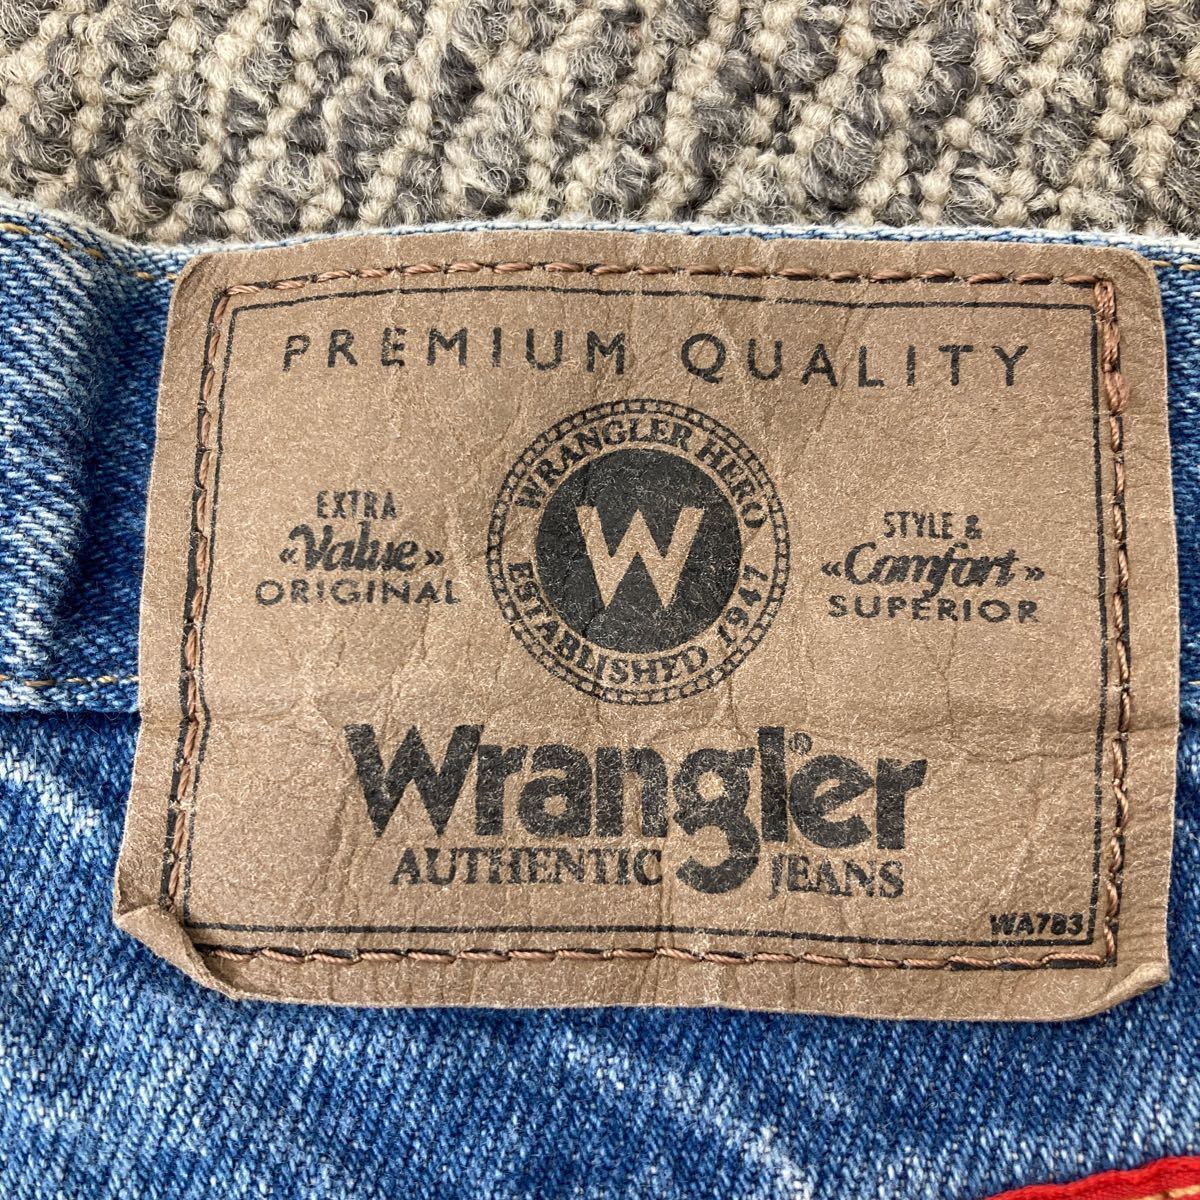 PREMIUM QUALITY
WRANGLER HERO
W
ESTABLISHED 1947
EXTRA
«Value»
ORIGINAL
STYLE &
«Comfort»
SUPERIOR
Wrangler®
AUTHENTIC JEANS
WA783